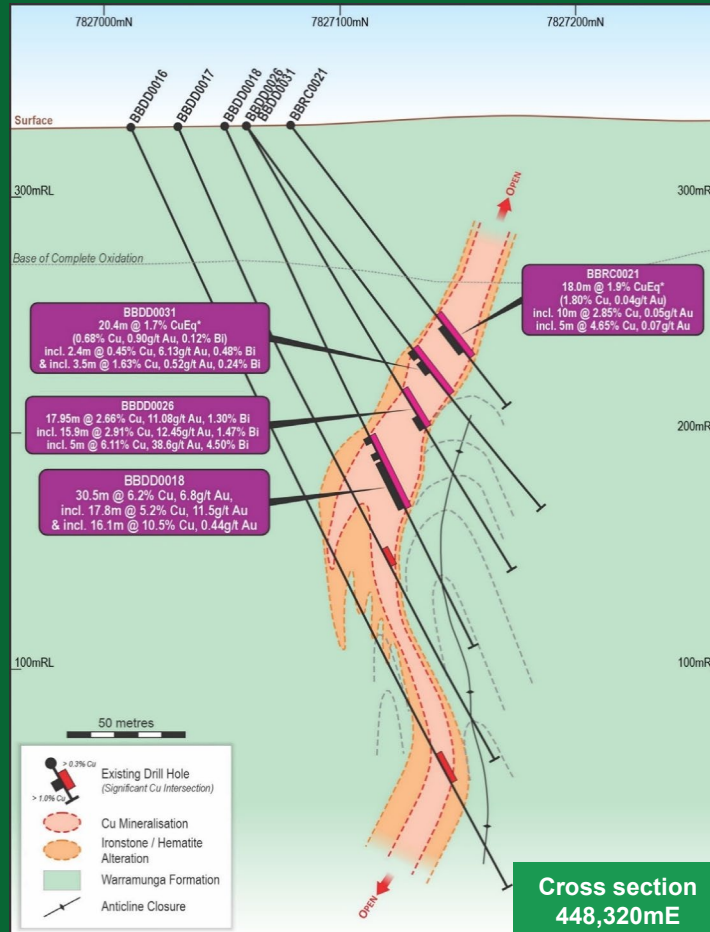 7827000mN
7827100mN
7827200mN
BBDD0016
BBDD0017
BBDD0018
BBDD0026
BBDD0031
BBRC0021
Surface
OPEN
300mRL
300mR
Base of Complete Oxidation
BBRC0021
18.0m @ 1.9% CuEq*
(1.80% Cu, 0.04g/t Au)
incl. 10m @ 2.85% Cu, 0.05g/t Au
incl. 5m @ 4.65% Cu, 0.07g/t Au
BBDD0031
20.4m @ 1.7% CuEq*
(0.68% Cu, 0.90g/t Au, 0.12% Bi)
incl. 2.4m @ 0.45% Cu, 6.13g/t Au, 0.48% Bi
& incl. 3.5m @ 1.63% Cu, 0.52g/t Au, 0.24% Bi
BBDD0026
17.95m @ 2.66% Cu, 11.08g/t Au, 1.30% Bi
incl. 15.9m @ 2.91% Cu, 12.45g/t Au, 1.47% Bi
incl. 5m @ 6.11% Cu, 38.6g/t Au, 4.50% Bi
200mR
BBDD0018
30.5m @ 6.2% Cu, 6.8g/t Au,
incl. 17.8m @ 5.2% Cu, 11.5g/t Au
& incl. 16.1m @ 10.5% Cu, 0.44g/t Au
100mRL
100mR
50 metres
> 0.3% Cu
Existing Drill Hole
(Significant Cu Intersection)
> 1.0% Cu
Cu Mineralisation
Ironstone / Hematite
Alteration
Warramunga Formation
Anticline Closure
OPEN
Cross section
448,320mE